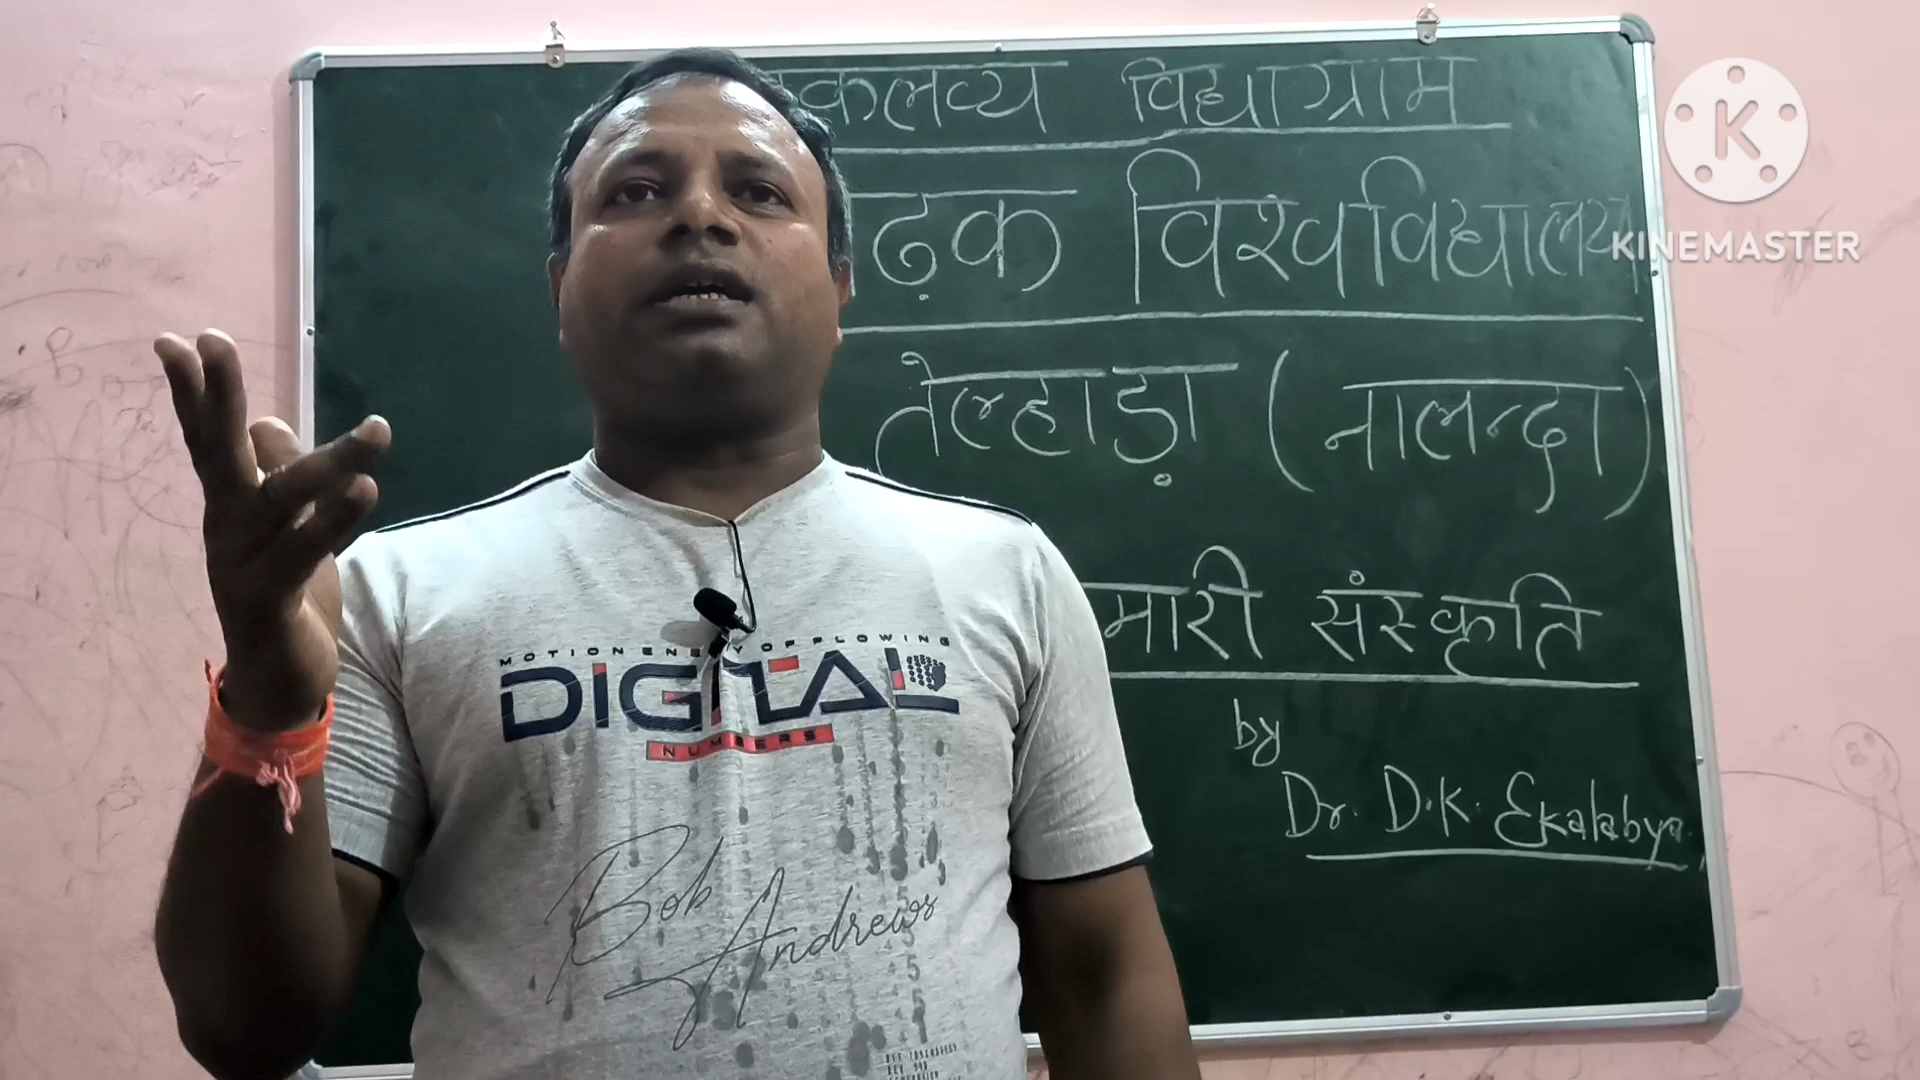 कलव्य विद्याग्राम
ढ़क विश्वविद्यालय
तेल्हाड़ा (नालन्दा)
मारी संस्कृति
by
Dr. D.K. Ekalabya
KINEMASTER
MOTION ENERGY OF FLOWING
DIGITAL
NUMBERS
Bob
Andrews